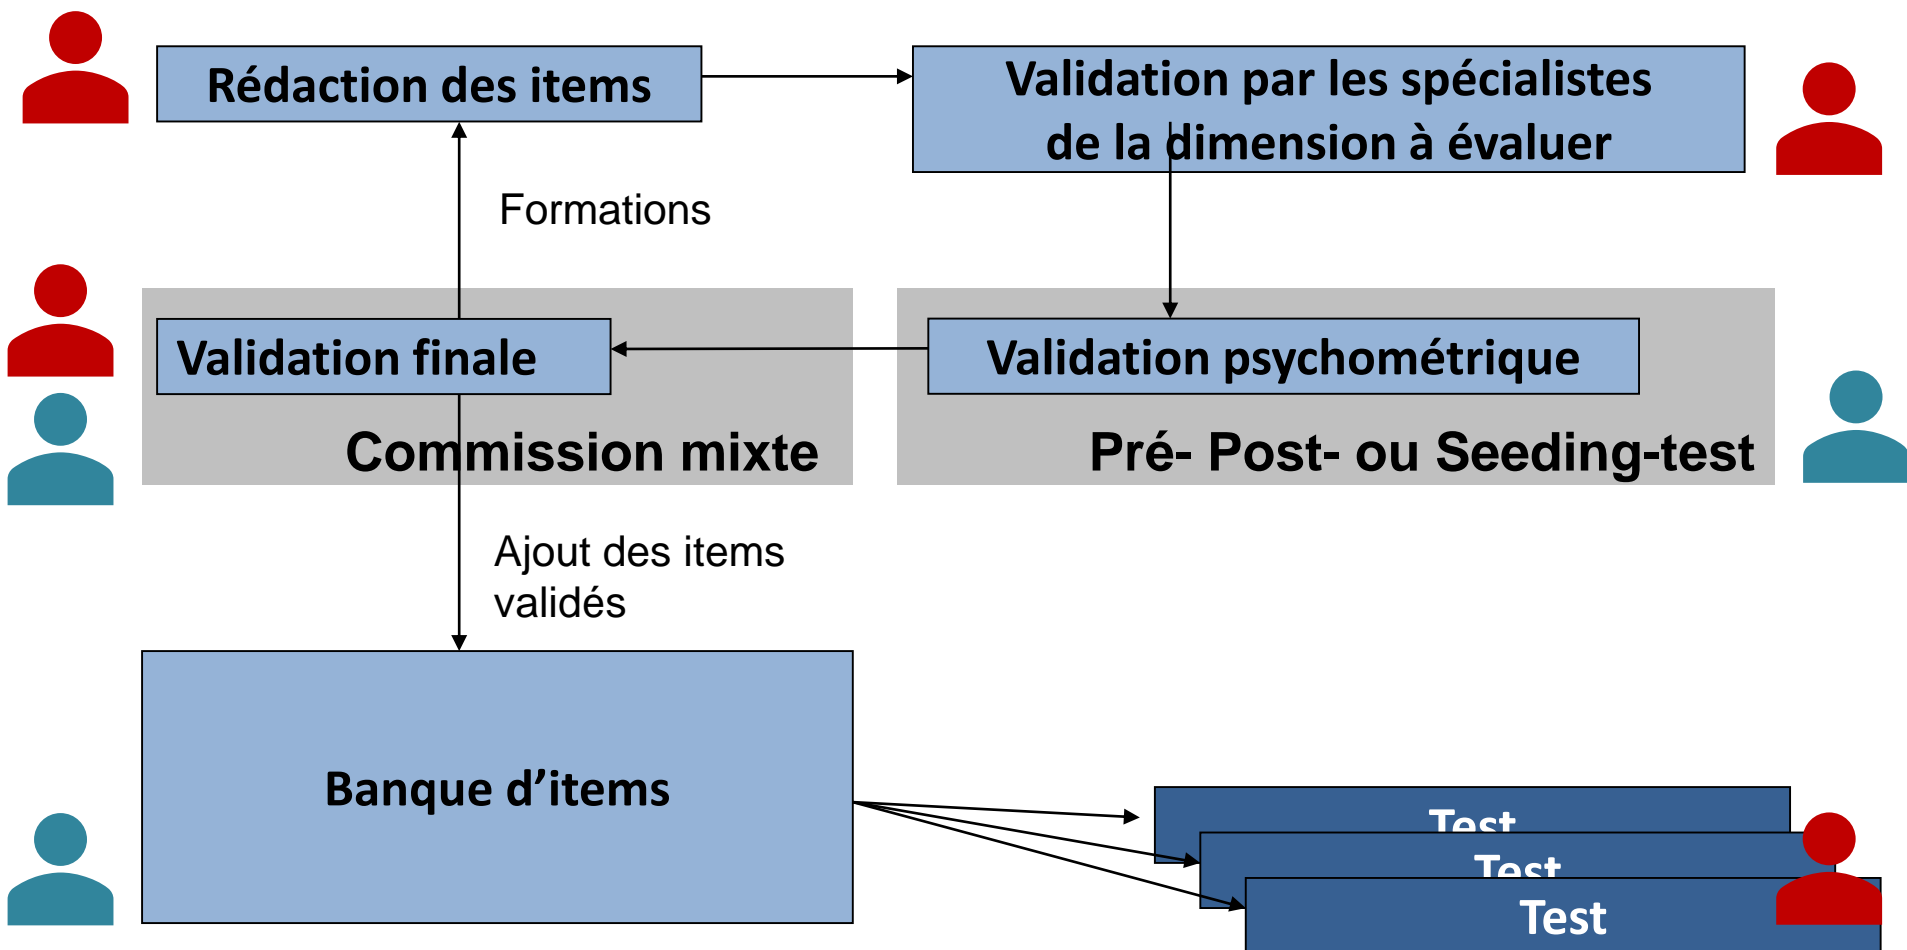 Rédaction des items
Validation par les spécialistes
de la dimension à évaluer
Formations
Validation finale
Validation psychométrique
Commission mixte
Pré- Post- ou Seeding-test
Ajout des items
validés
Banque d’items
Test
Test
Test